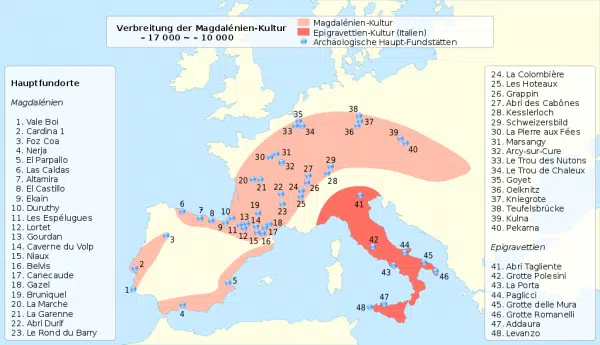 Verbreitung der Magdalénien-Kultur
– 17 000 ~ – 10 000
Magdalénien-Kultur
Epigravettien-Kultur (Italien)
Archäologische Haupt-Fundstätten
Hauptfundorte
Magdalénien
1. Vale Boi
2. Cardina 1
3. Foz Coa
4. Nerja
5. El Parpallo
6. Las Caldas
7. Altamira
8. El Castillo
9. Ekain
10. Duruthy
11. Les Espélugues
12. Lortet
13. Gourdan
14. Caverne du Volp
15. Niaux
16. Belvis
17. Canecaude
18. Gazel
19. Bruniquel
20. La Marche
21. La Garenne
22. Abri Durif
23. Le Rond du Barry
24. La Colombière
25. Les Hoteaux
26. Grappin
27. Abri des Cabônes
28. Kesslerloch
29. Schweizersbild
30. La Pierre aux Fées
31. Marsangy
32. Arcy-sur-Cure
33. Le Trou des Nutons
34. Le Trou de Chaleux
35. Goyet
36. Oelknitz
37. Kniegrote
38. Teufelsbrücke
39. Kulna
40. Pekarna
Epigravettien
41. Abri Tagliente
42. Grotte Polesini
43. La Porta
44. Paglicci
45. Grotte delle Mura
46. Grotte Romanelli
47. Addaura
48. Levanzo
35
38
33
34
36
37
39
40
30
31
32
29
28
27
20
21
22
24
26
25
23
41
6
7
8
10
9
19
13
14
11
12
18
17
15
16
3
2
1
5
4
42
44
45
43
46
47
48